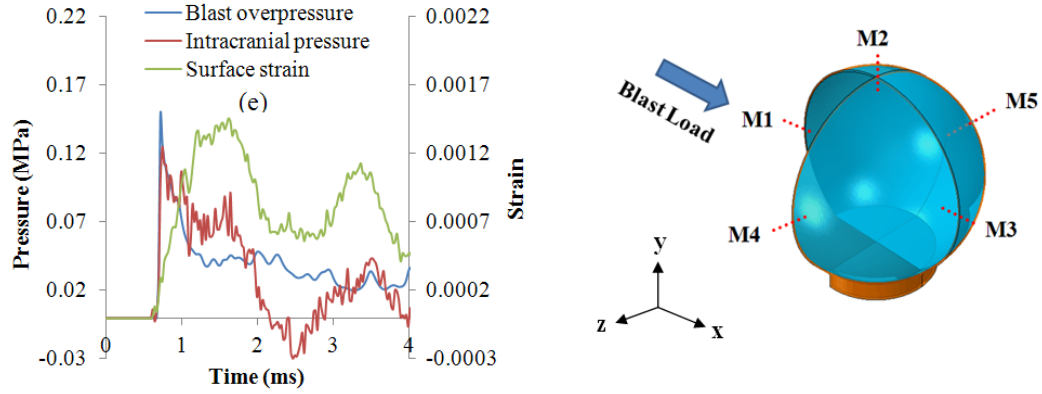 0.22
0.17
0.12
0.07
0.02
-0.03
Pressure (MPa)
Blast overpressure
Intracranial pressure
Surface strain
(e)
0.0022
0.0017
0.0012
0.0007
0.0002
-0.0003
Strain
0
1
2
3
4
Time (ms)
Blast Load
M2
M1
M5
M4
M3
y
z
x